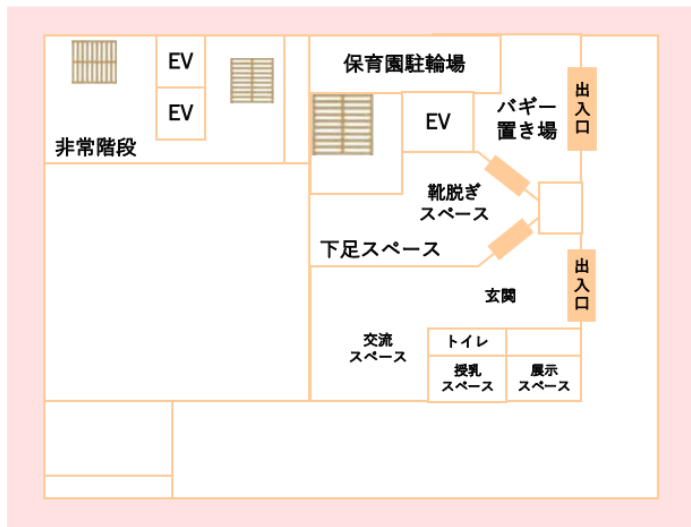 EV
EV
非常階段
保育園駐輪場
EV
バギー
置き場
出入口
靴脱ぎ
スペース
下足スペース
出入口
玄関
交流
スペース
トイレ
授乳
スペース
展示
スペース